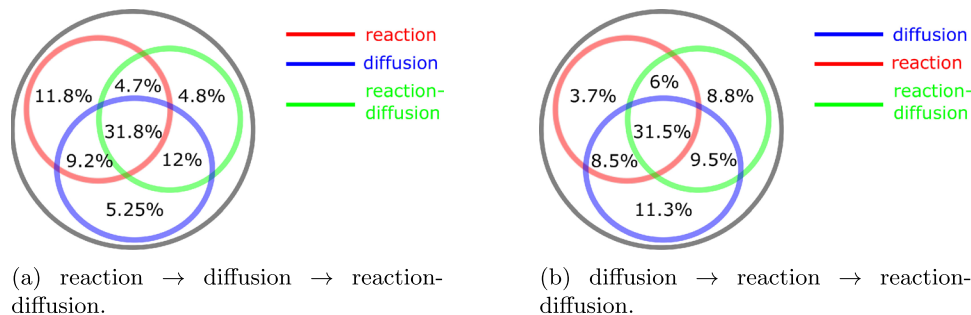 reaction
diffusion
reaction-
diffusion
11.8%
4.7%
4.8%
31.8%
9.2%
12%
5.25%
(a) reaction → diffusion → reaction-
diffusion.
diffusion
reaction
reaction-
diffusion
3.7%
6%
8.8%
31.5%
8.5%
9.5%
11.3%
(b) diffusion → reaction → reaction-
diffusion.